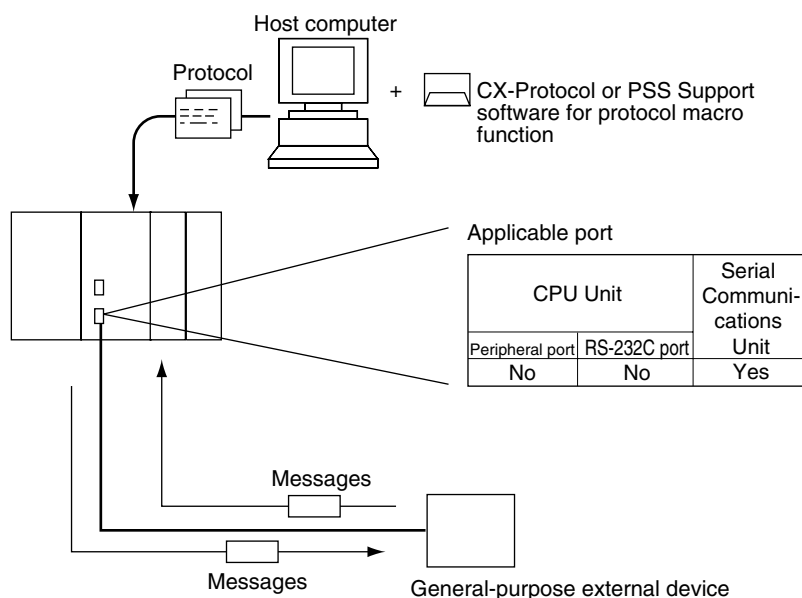 Host computer
Protocol
+
CX-Protocol or PSS Support
software for protocol macro
function
Applicable port
CPU Unit
Serial
Communi-
cations
Unit
Peripheral port
RS-232C port
No
No
Yes
Messages
Messages
General-purpose external device